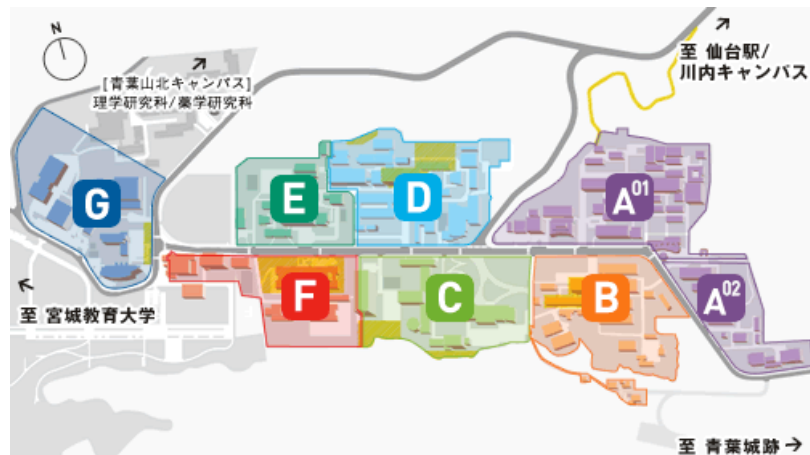 N
至 仙台駅/
川内キャンパス
[青葉山北キャンパス]
理学研究科/薬学研究科
G
E
D
A01
F
C
B
A02
至 宮城教育大学
至 青葉城跡